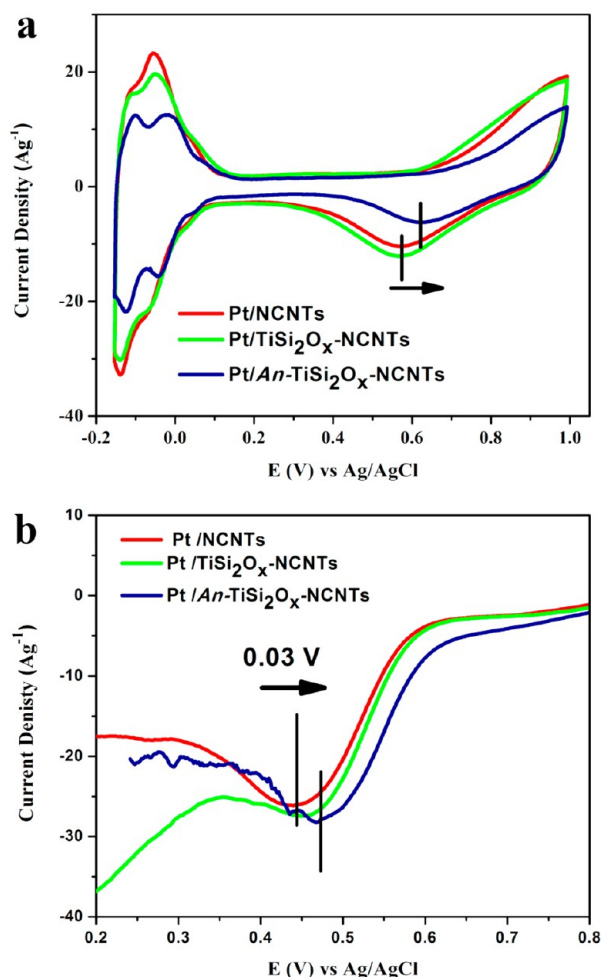 a
20
0
-20
-40
-0.2 0.0 0.2 0.4 0.6 0.8 1.0
Current Density (Ag⁻¹)
E (V) vs Ag/AgCl
Pt/NCNTs
Pt/TiSi₂Oₓ-NCNTs
Pt/An-TiSi₂Oₓ-NCNTs
b
10
0
-10
-20
-30
-40
0.2 0.3 0.4 0.5 0.6 0.7 0.8
Current Denisty (Ag⁻¹)
E (V) vs Ag/AgCl
Pt /NCNTs
Pt /TiSi₂Oₓ-NCNTs
Pt /An-TiSi₂Oₓ-NCNTs
0.03 V